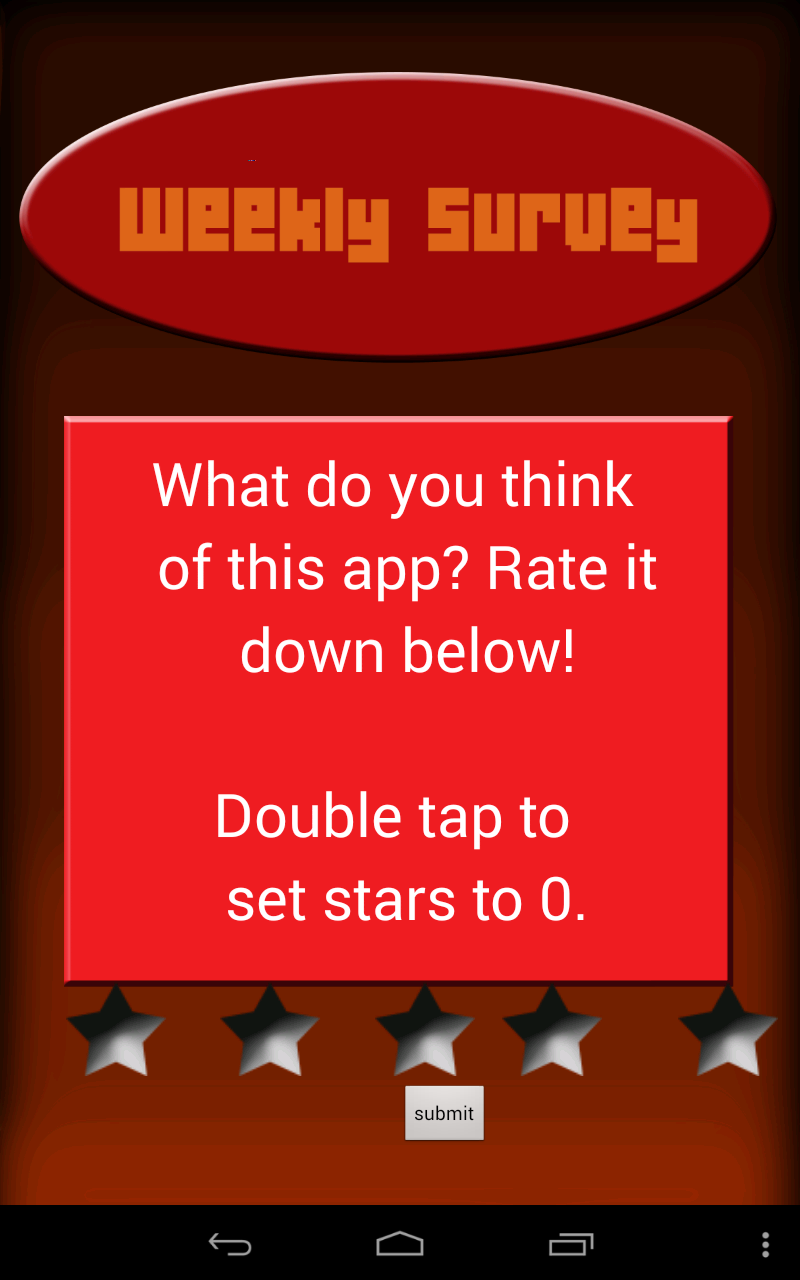 Weekly Survey
What do you think
of this app? Rate it
down below!
Double tap to
set stars to 0.
submit